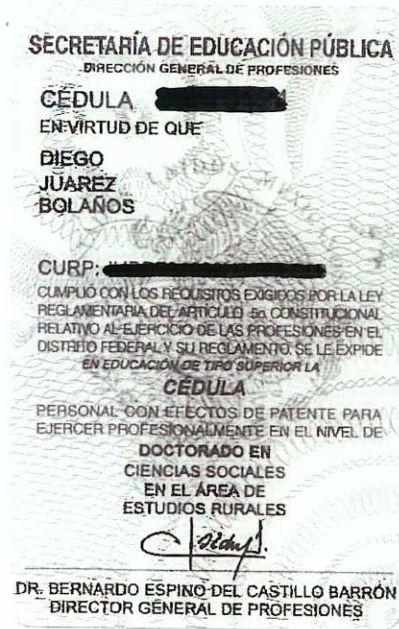 SECRETARÍA DE EDUCACIÓN PÚBLICA
DIRECCIÓN GENERAL DE PROFESIONES
CÉDULA
EN VIRTUD DE QUE
DIEGO
JUAREZ
BOLAÑOS
CURP:
CUMPLIÓ CON LOS REQUISITOS EXIGIDOS POR LA LEY
REGLAMENTARIA DEL ARTÍCULO 5o. CONSTITUCIONAL
RELATIVO AL EJERCICIO DE LAS PROFESIONES EN EL
DISTRITO FEDERAL Y SU REGLAMENTO, SE LE EXPIDE
EN EDUCACIÓN DE TIPO SUPERIOR LA
CÉDULA
PERSONAL CON EFECTOS DE PATENTE PARA
EJERCER PROFESIONALMENTE EN EL NIVEL DE
DOCTORADO EN
CIENCIAS SOCIALES
EN EL ÁREA DE
ESTUDIOS RURALES
DR. BERNARDO ESPINO DEL CASTILLO BARRÓN
DIRECTOR GENERAL DE PROFESIONES